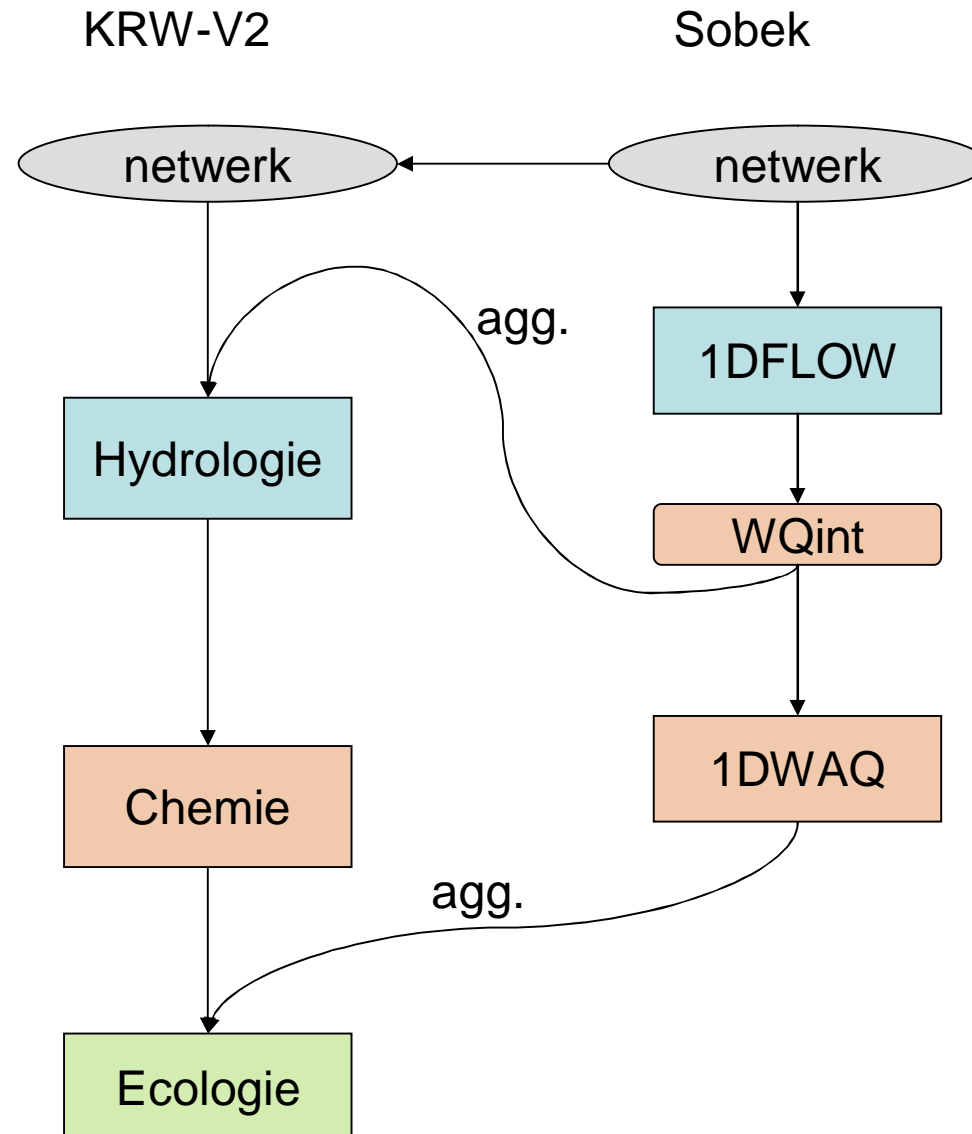 KRW-V2
Sobek
netwerk
netwerk
agg.
1DFLOW
Hydrologie
WQint
Chemie
1DWAQ
agg.
Ecologie